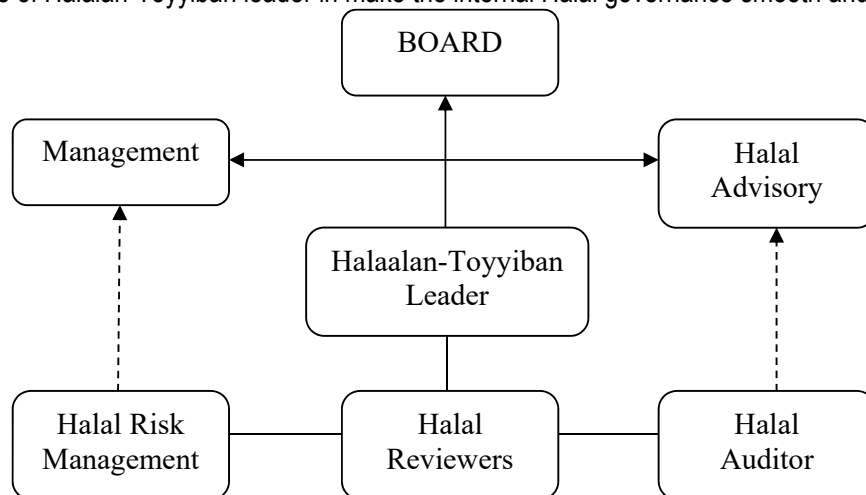 of Halalan-Toyyiban leader in make the internal Halal governance smooth and
BOARD
Management
Halal
Advisory
Halaalan-Toyyiban
Leader
Halal Risk
Management
Halal
Reviewers
Halal
Auditor